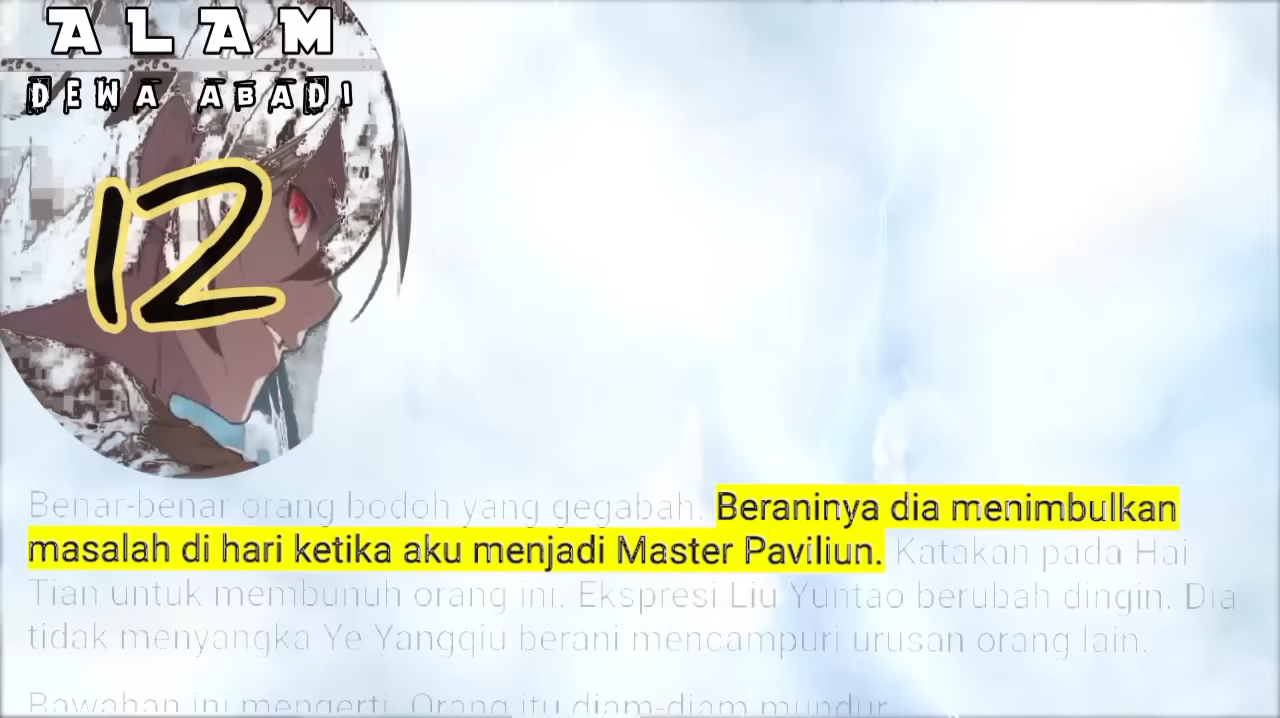 ALAM
DEWA ABADI
12
Benar-benar orang bodoh yang gegabah. Beraninya dia menimbulkan
masalah di hari ketika aku menjadi Master Paviliun. Katakan pada Hai
Tian untuk membunuh orang ini. Ekspresi Liu Yuntao berubah dingin. Dia
tidak menyangka Ye Yangqiu berani mencampuri urusan orang lain.
Bawahan ini mengerti. Orang itu diam-diam mundur